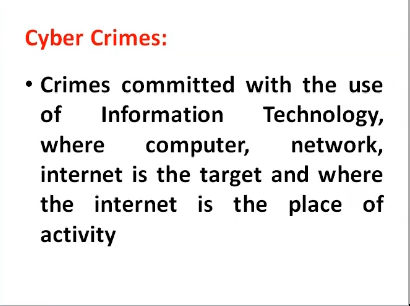 Cyber Crimes:
• Crimes committed with the use
of Information Technology,
where computer, network,
internet is the target and where
the internet is the place of
activity